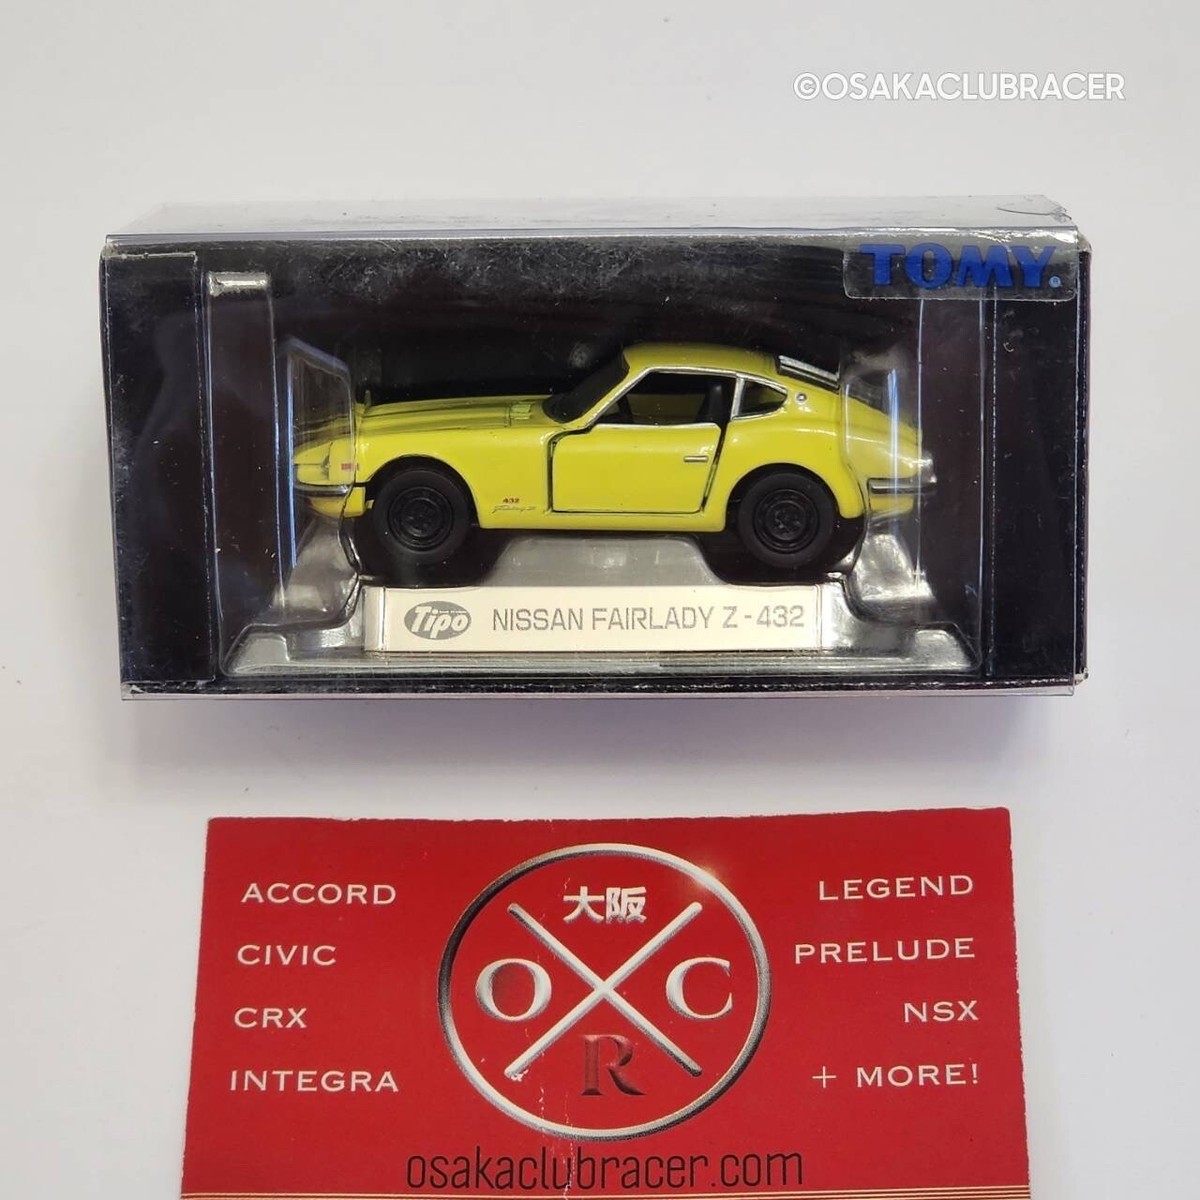 ©OSAKACLUBRACER
TOMY.
432
Tipo NISSAN FAIRLADY Z-432
ACCORD
CIVIC
CRX
INTEGRA
大阪
O C
R
LEGEND
PRELUDE
NSX
+ MORE!
osakaclubracer.com